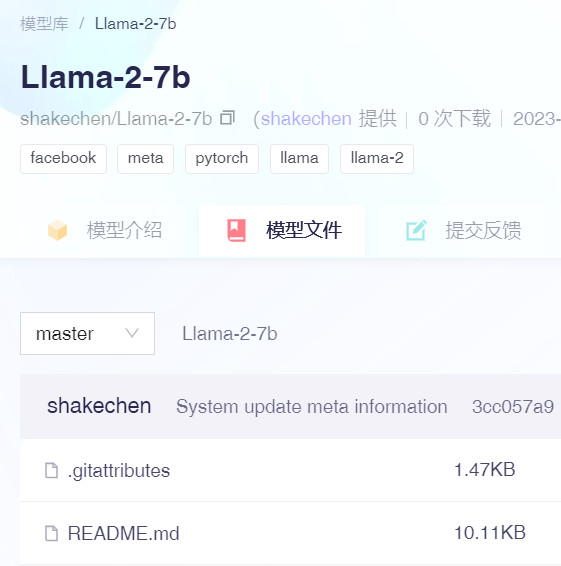 模型库 / Llama-2-7b
Llama-2-7b
shakechen/Llama-2-7b (shakechen 提供 | 0 次下载 | 2023-
facebook meta pytorch llama llama-2
模型介绍 模型文件 提交反馈
master Llama-2-7b
shakechen System update meta information 3cc057a9
.gitattributes 1.47KB
README.md 10.11KB